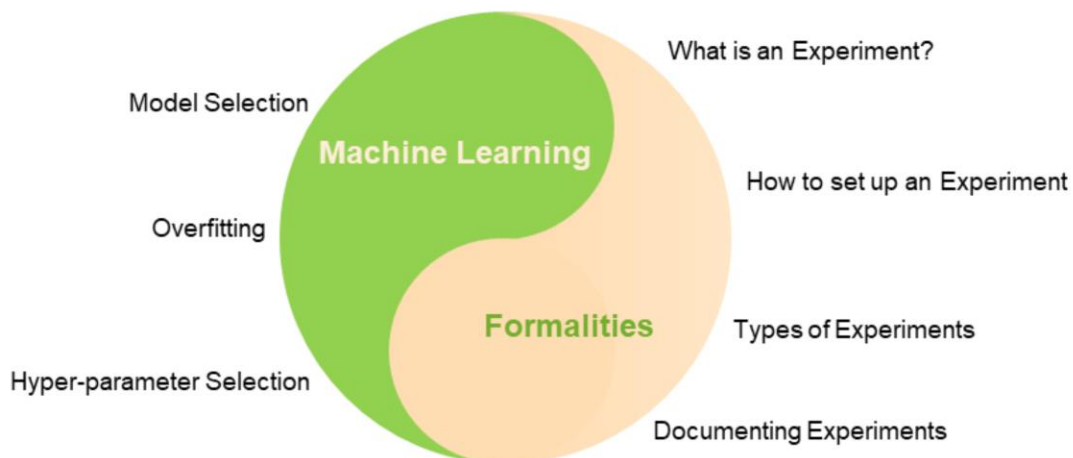 What is an Experiment?
Model Selection
Machine Learning
How to set up an Experiment
Overfitting
Formalities
Types of Experiments
Hyper-parameter Selection
Documenting Experiments